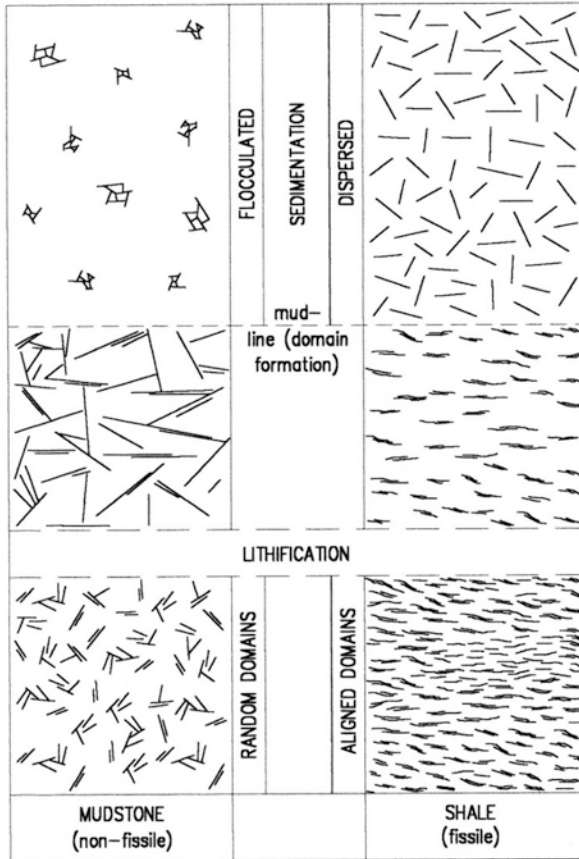 FLOCCULATED
SEDIMENTATION
DISPERSED
mud-
line (domain
formation)
LITHIFICATION
RANDOM DOMAINS
ALIGNED DOMAINS
MUDSTONE
(non-fissile)
SHALE
(fissile)